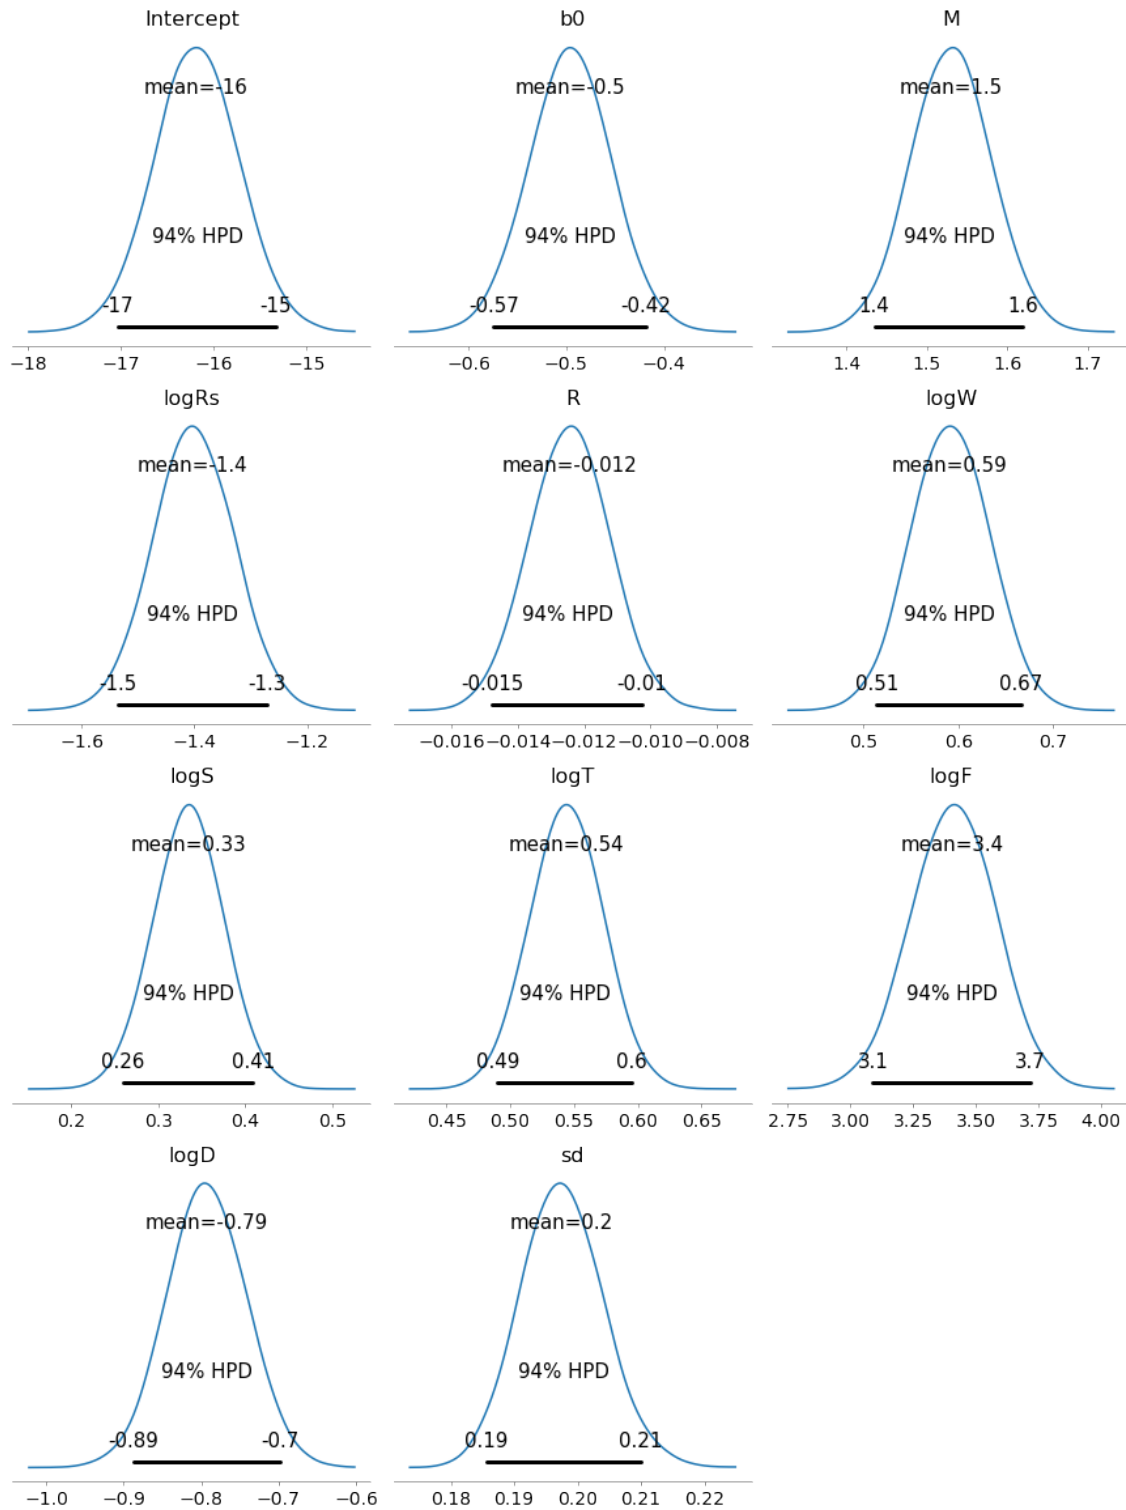 Intercept
mean=-16
94% HPD
-17 -15
−18 −17 −16 −15
b0
mean=-0.5
94% HPD
-0.57 -0.42
−0.6 −0.5 −0.4
M
mean=1.5
94% HPD
1.4 1.6
1.4 1.5 1.6 1.7
logRs
mean=-1.4
94% HPD
-1.5 -1.3
−1.6 −1.4 −1.2
R
mean=-0.012
94% HPD
-0.015 -0.01
−0.016 −0.014 −0.012 −0.010 −0.008
logW
mean=0.59
94% HPD
0.51 0.67
0.5 0.6 0.7
logS
mean=0.33
94% HPD
0.26 0.41
0.2 0.3 0.4 0.5
logT
mean=0.54
94% HPD
0.49 0.6
0.45 0.50 0.55 0.60 0.65
logF
mean=3.4
94% HPD
3.1 3.7
2.75 3.00 3.25 3.50 3.75 4.00
logD
mean=-0.79
94% HPD
-0.89 -0.7
−1.0 −0.9 −0.8 −0.7 −0.6
sd
mean=0.2
94% HPD
0.19 0.21
0.18 0.19 0.20 0.21 0.22